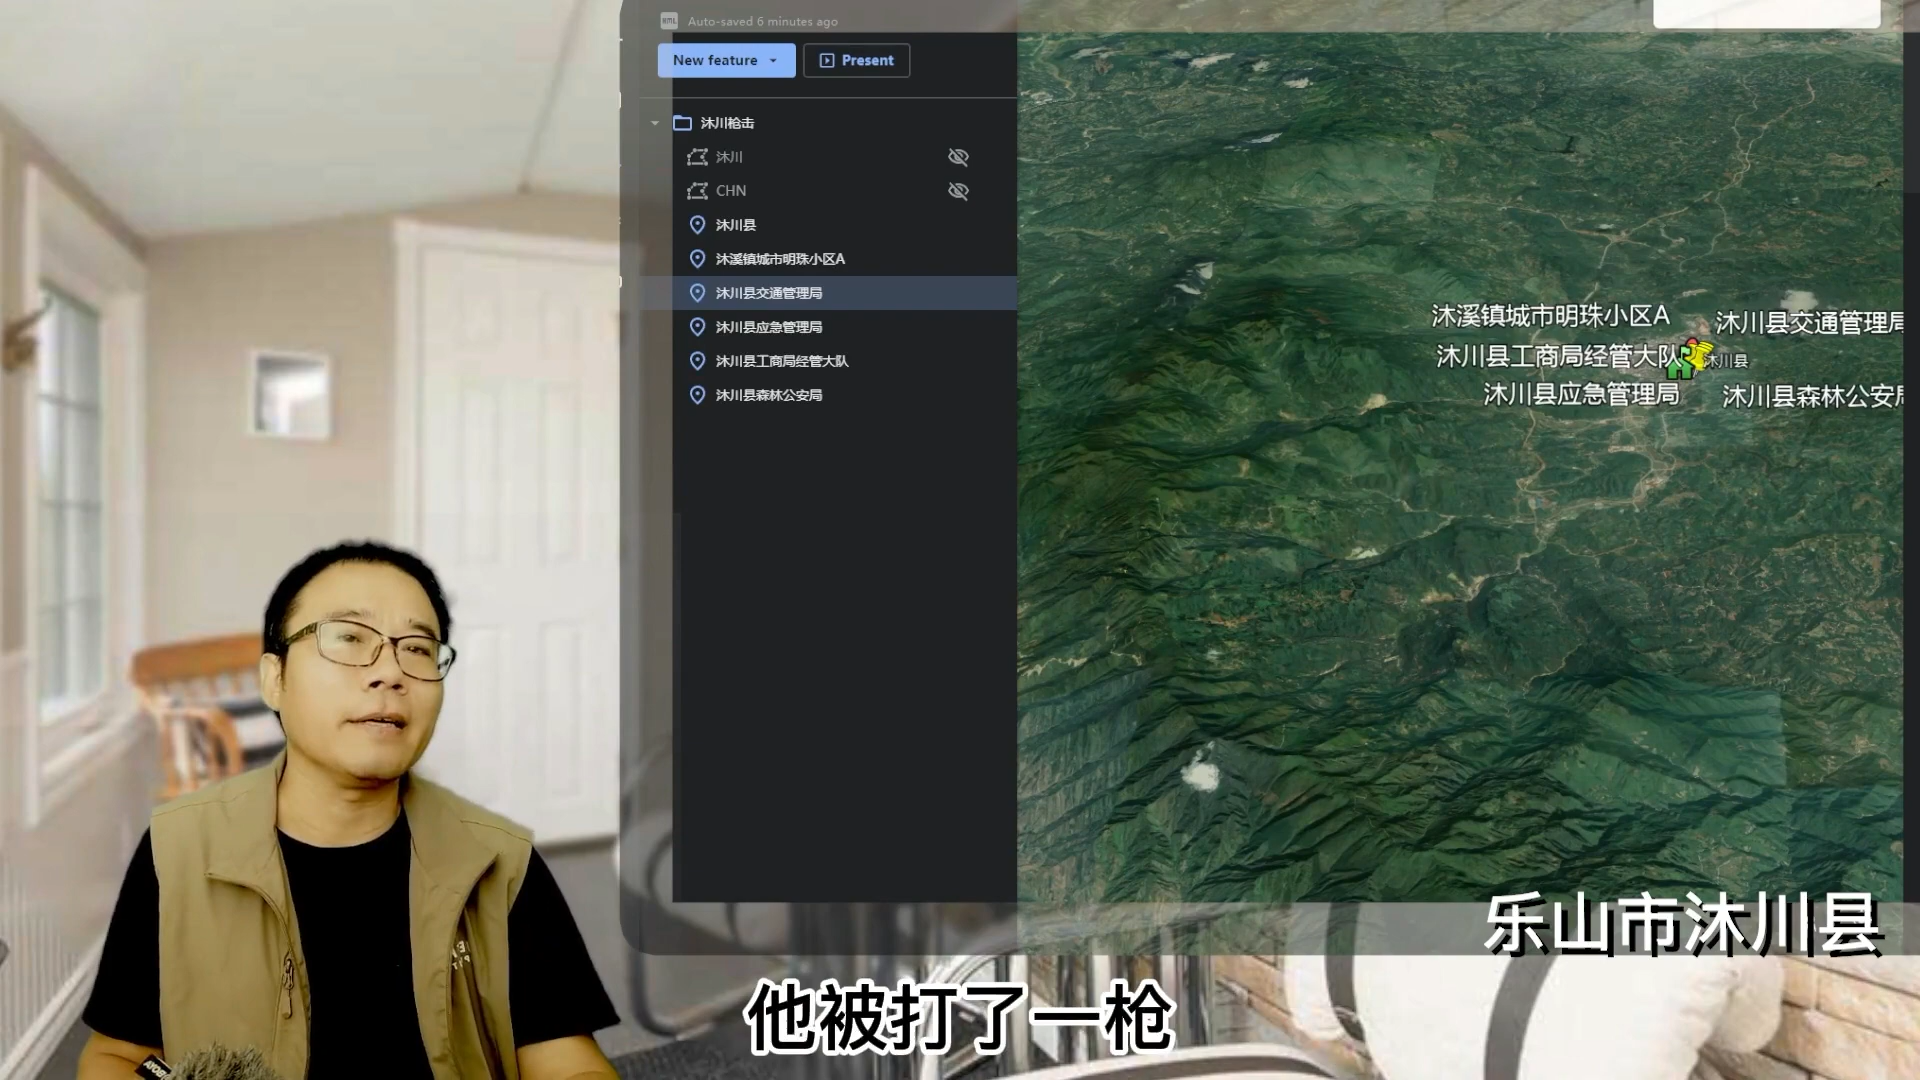 Auto-saved 6 minutes ago
New feature
Present
沐川枪击
沐川
CHN
沐川县
沐溪镇城市明珠小区A
沐川县交通管理局
沐川县应急管理局
沐川县工商局经管大队
沐川县森林公安局
沐溪镇城市明珠小区A
沐川县交通管理局
沐川县工商局经管大队
沐川县
沐川县应急管理局
沐川县森林公安局
乐山市沐川县
他被打了一枪